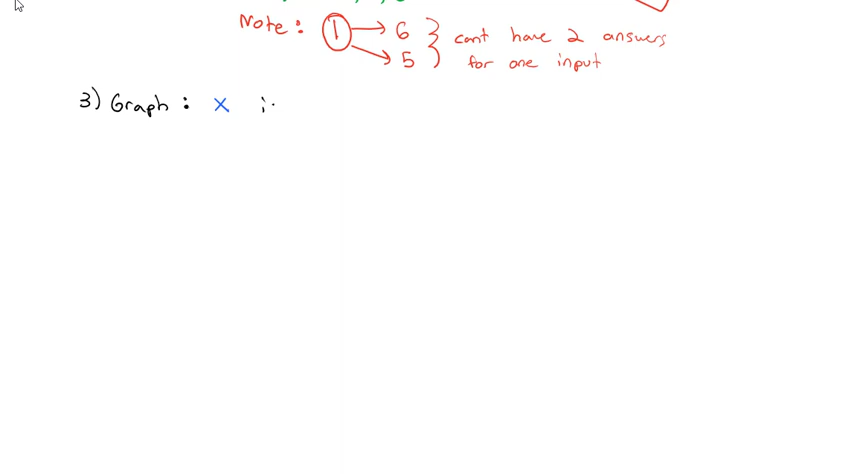 Note: 1 → 6
→ 5
cant have 2 answers
for one input
3) Graph : x i